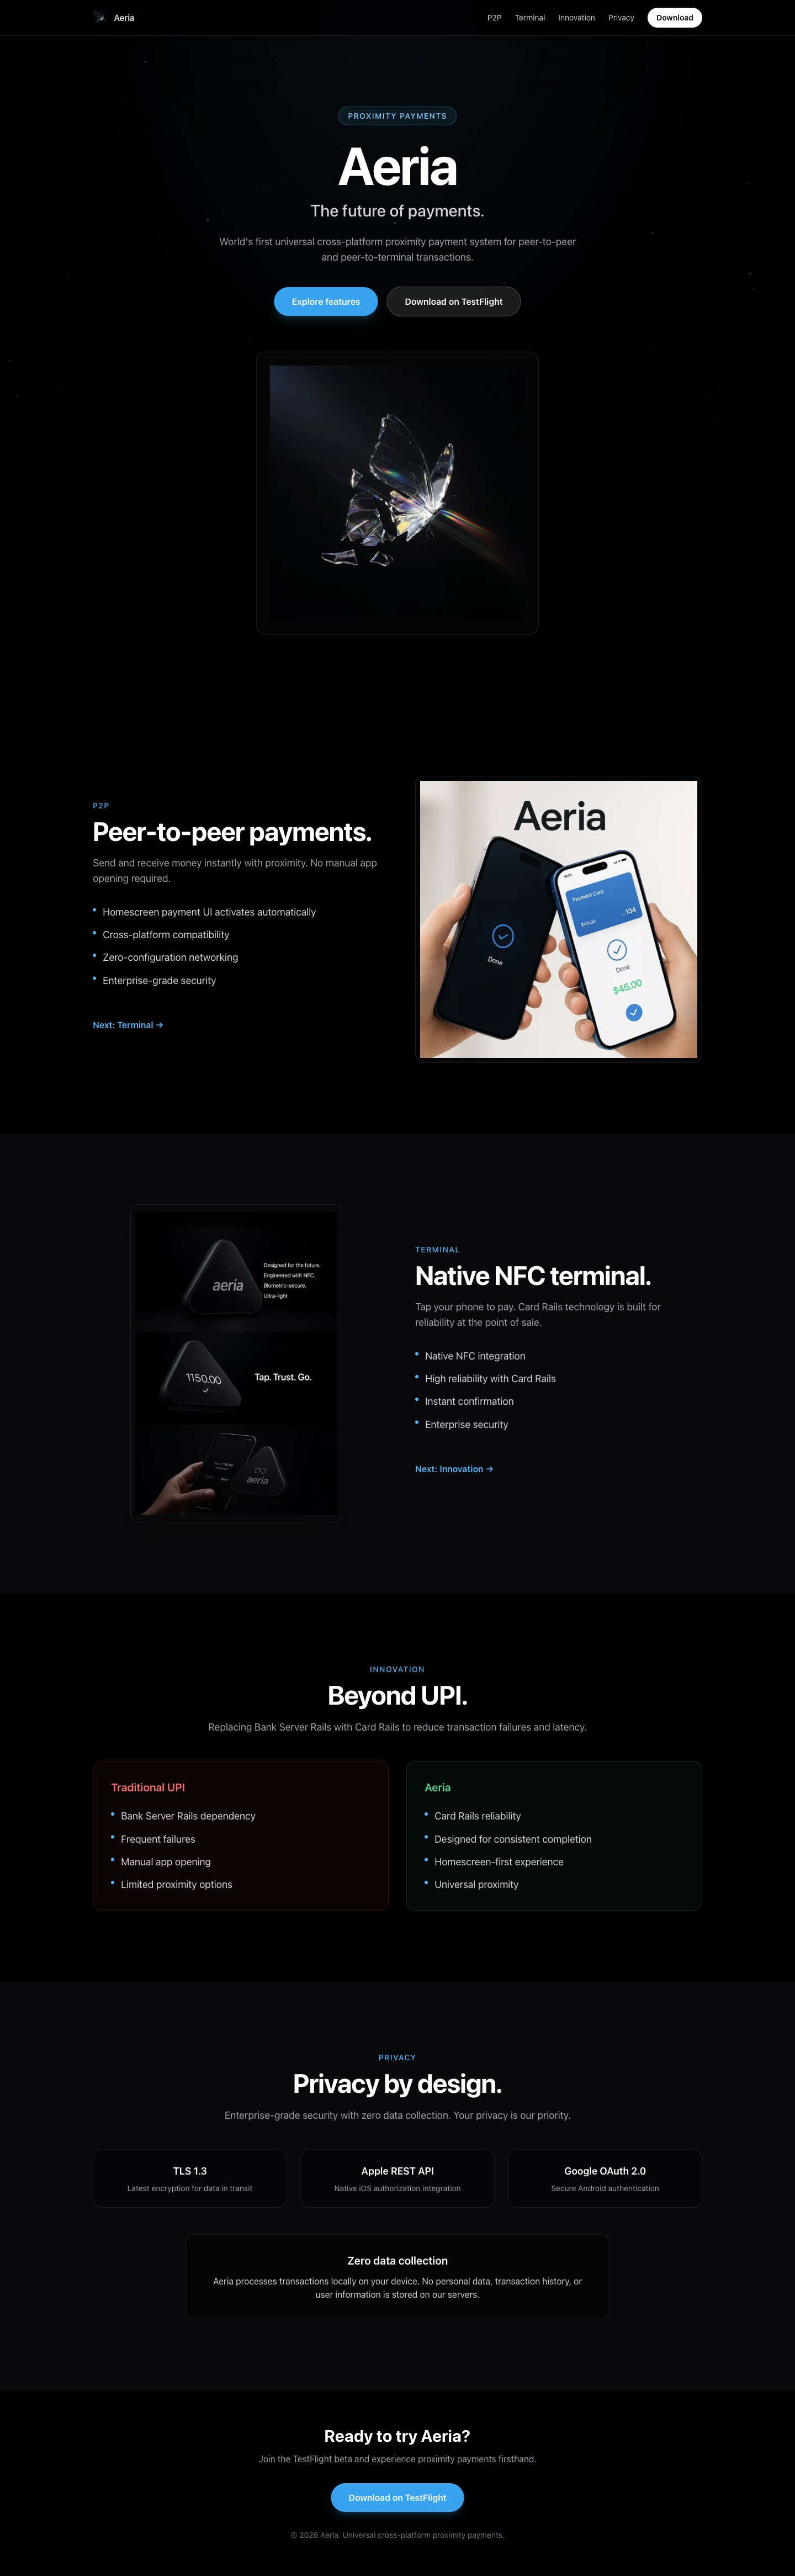 Aeria
P2P
Terminal
Innovation
Privacy
Download
PROXIMITY PAYMENTS
Aeria
The future of payments.
World's first universal cross-platform proximity payment system for peer-to-peer
and peer-to-terminal transactions.
Explore features
Download on TestFlight
P2P
Peer-to-peer payments.
Send and receive money instantly with proximity. No manual app
opening required.
Homescreen payment UI activates automatically
Cross-platform compatibility
Zero-configuration networking
Enterprise-grade security
Next: Terminal →
Aeria
Done
Payment Card
$45.00
...134
Done
$45.00
aeria
Designed for the future.
Engineered with NFC.
Biometric-secure.
Ultra-light
1150.00
Tap. Trust. Go.
aeria
TERMINAL
Native NFC terminal.
Tap your phone to pay. Card Rails technology is built for
reliability at the point of sale.
Native NFC integration
High reliability with Card Rails
Instant confirmation
Enterprise security
Next: Innovation →
INNOVATION
Beyond UPI.
Replacing Bank Server Rails with Card Rails to reduce transaction failures and latency.
Traditional UPI
Bank Server Rails dependency
Frequent failures
Manual app opening
Limited proximity options
Aeria
Card Rails reliability
Designed for consistent completion
Homescreen-first experience
Universal proximity
PRIVACY
Privacy by design.
Enterprise-grade security with zero data collection. Your privacy is our priority.
TLS 1.3
Latest encryption for data in transit
Apple REST API
Native iOS authorization integration
Google OAuth 2.0
Secure Android authentication
Zero data collection
Aeria processes transactions locally on your device. No personal data, transaction history, or
user information is stored on our servers.
Ready to try Aeria?
Join the TestFlight beta and experience proximity payments firsthand.
Download on TestFlight
© 2026 Aeria. Universal cross-platform proximity payments.